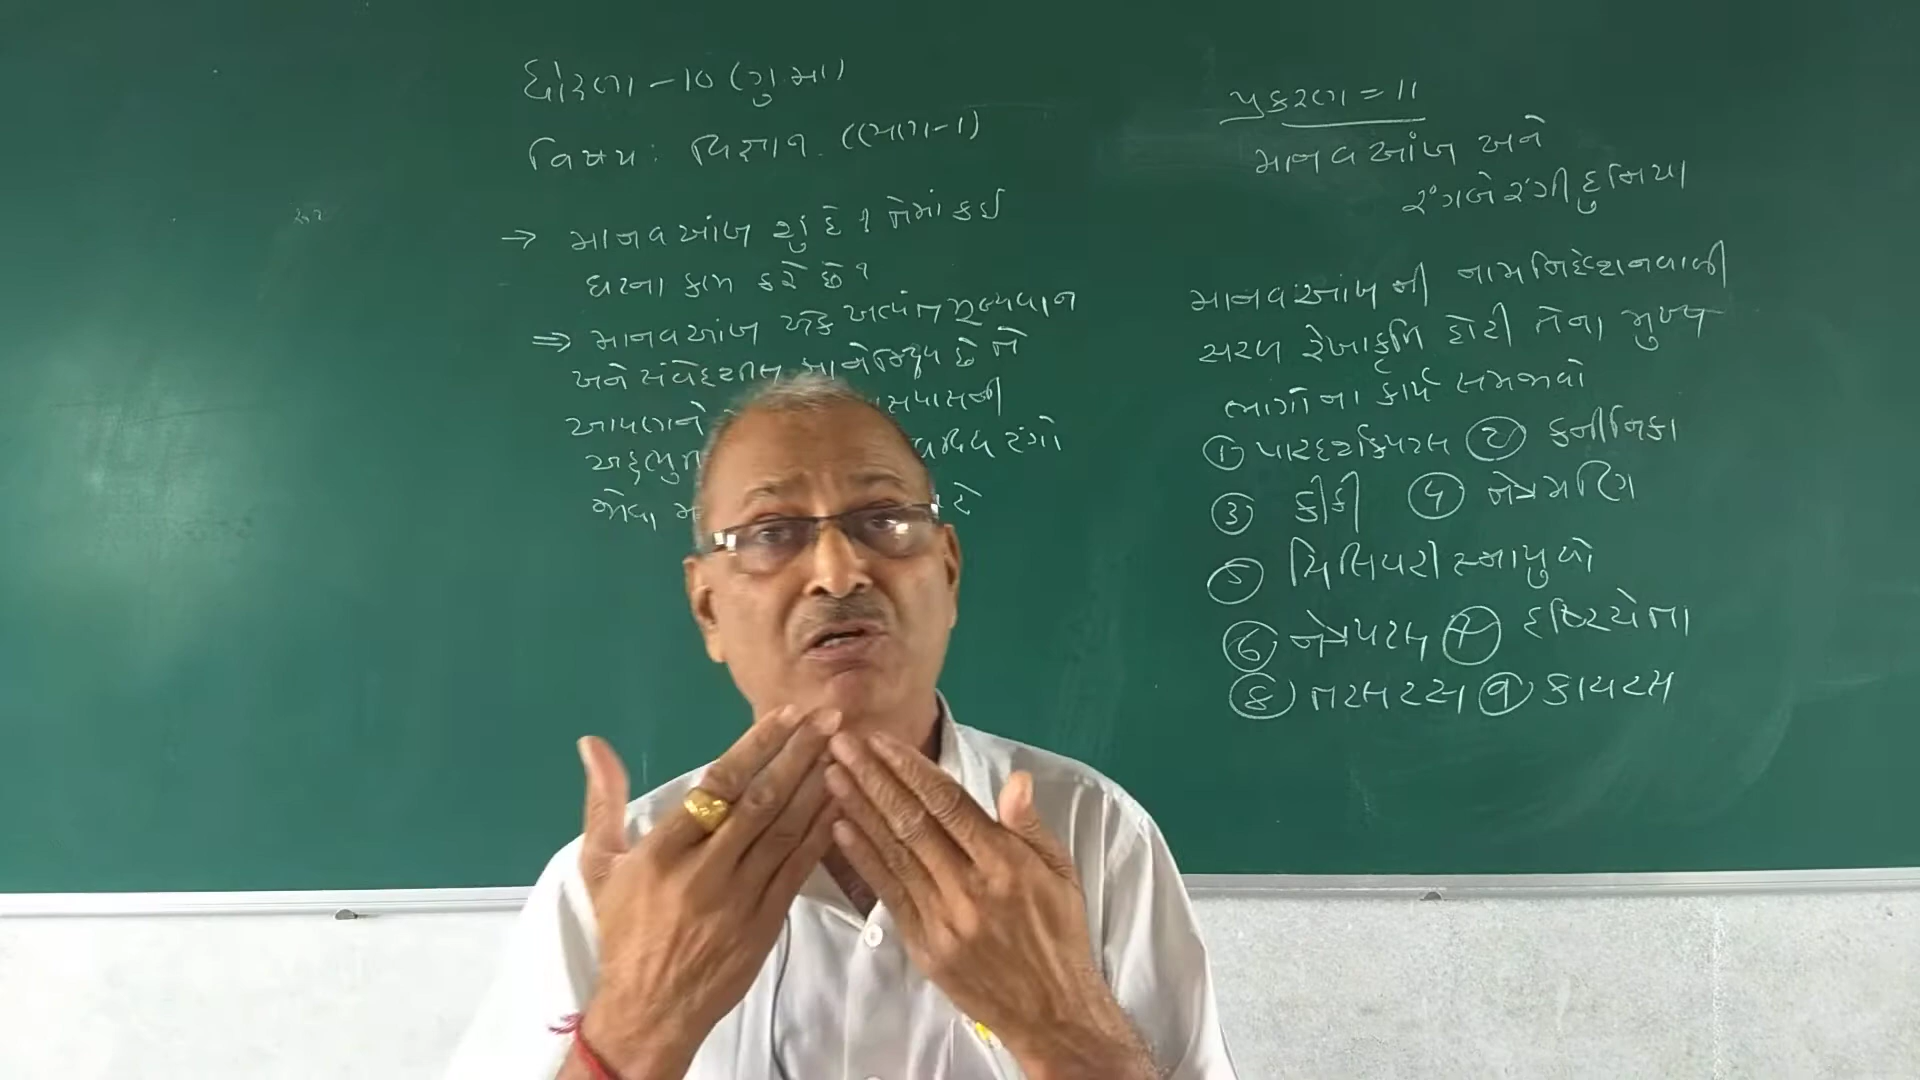 ધોરણ - 10 (ગુ.મા)
વિષય : વિજ્ઞાન (ભાગ-1)
→ માનવઆંખ શું છે ? તેમાં કઈ
ઘટના કામ કરે છે ?
⇒ માનવઆંખ એક અત્યંત મૂલ્યવાન
અને સંવેદનશીલ જ્ઞાનેન્દ્રિય છે તે
આપણને
અદ્ભુત
રંગો
જોવા મ
પ્રકરણ = 11
માનવ આંખ અને
રંગબેરંગી દુનિયા
માનવઆંખ ની નામનિર્દેશનવાળી
સરળ રેખાકૃતિ દોરી તેના મુખ્ય
ભાગોના કાર્ય સમજાવો
① પારદર્શકપટલ ② કનીનિકા
③ કીકી ④ નેત્રમણિ
⑤ સિલિયરી સ્નાયુઓ
⑥ નેત્રપટલ ⑦ દ્રષ્ટિચેતા
⑧ તરલરસ ⑨ કાચરસ